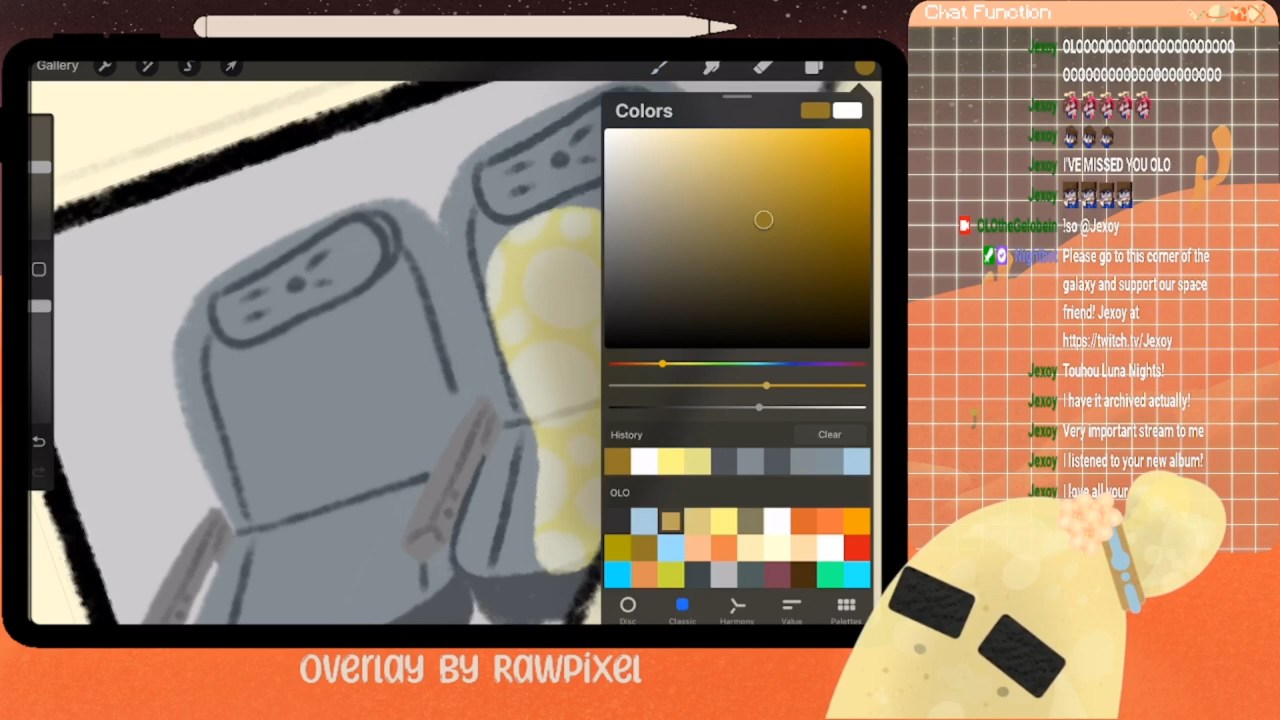 Chat Function
Gallery
Colors
Jexoy OLOOOOOOOOOOOOOOOOOOOO
OOOOOOOOOOOOOOOOOOOO
Jexoy
Jexoy
Jexoy I'VE MISSED YOU OLO
Jexoy
OLOtheGelobein !so @Jexoy
Nightbot Please go to this corner of the
galaxy and support our space
friend! Jexoy at
https://twitch.tv/Jexoy
Jexoy Touhou Luna Nights!
Jexoy I have it archived actually!
Jexoy Very important stream to me
Jexoy I listened to your new album!
Jexoy I love all your
History
Clear
OLO
Disc
Classic
Harmony
Value
Palettes
OVERLAY BY RAWPIXEL